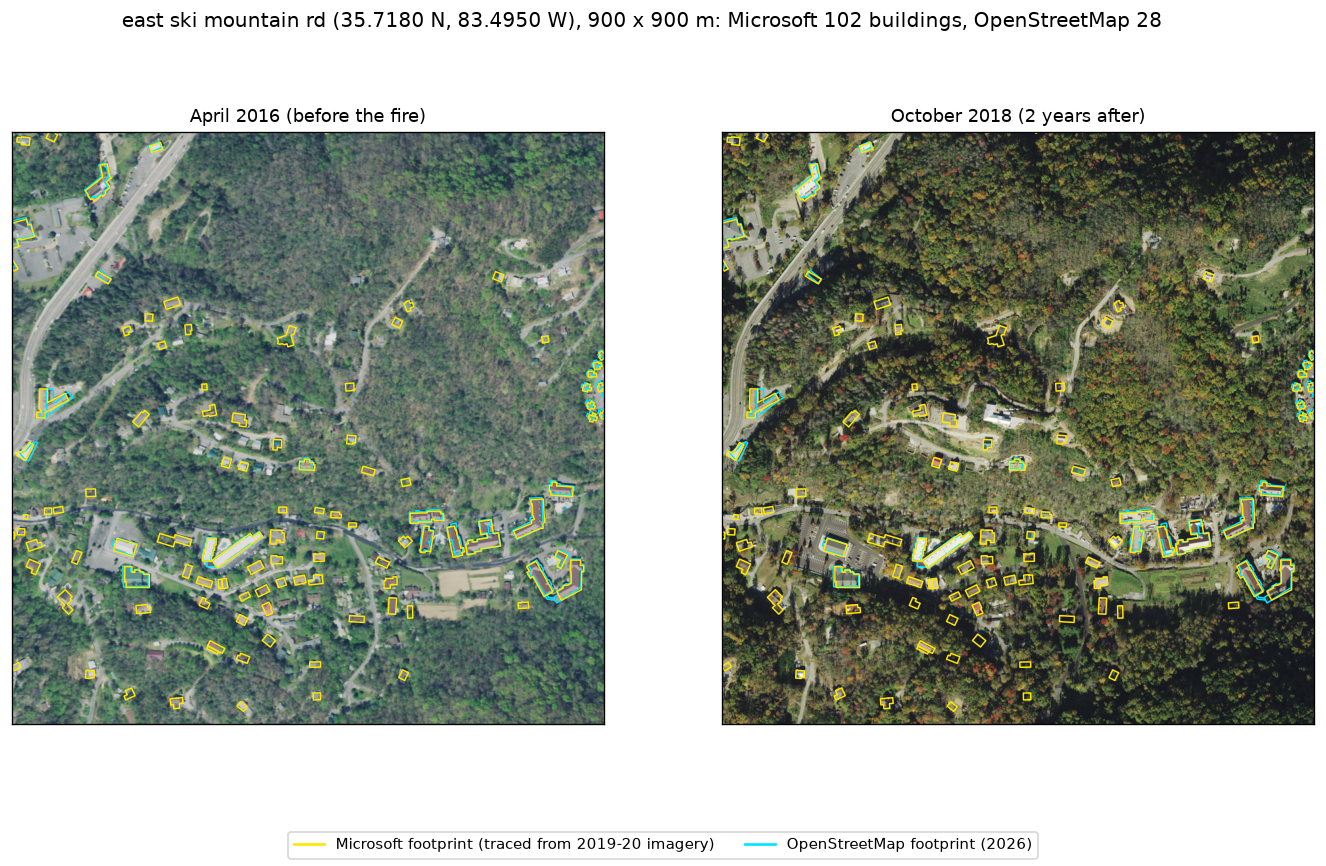 east ski mountain rd (35.7180 N, 83.4950 W), 900 x 900 m: Microsoft 102 buildings, OpenStreetMap 28
April 2016 (before the fire)
October 2018 (2 years after)
Microsoft footprint (traced from 2019-20 imagery)
OpenStreetMap footprint (2026)